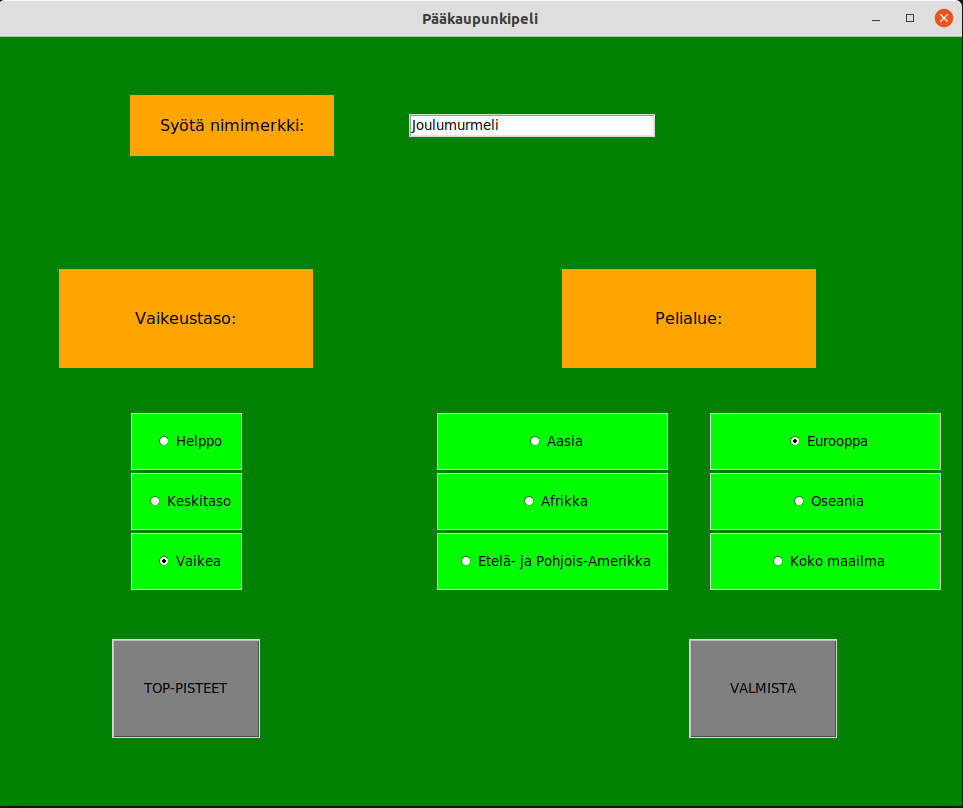 Pääkaupunkipeli
Syötä nimimerkki:
Joulumurmeli
Vaikeustaso:
Pelialue:
Helppo
Aasia
Eurooppa
Keskitaso
Afrikka
Oseania
Vaikea
Etelä- ja Pohjois-Amerikka
Koko maailma
TOP-PISTEET
VALMISTA